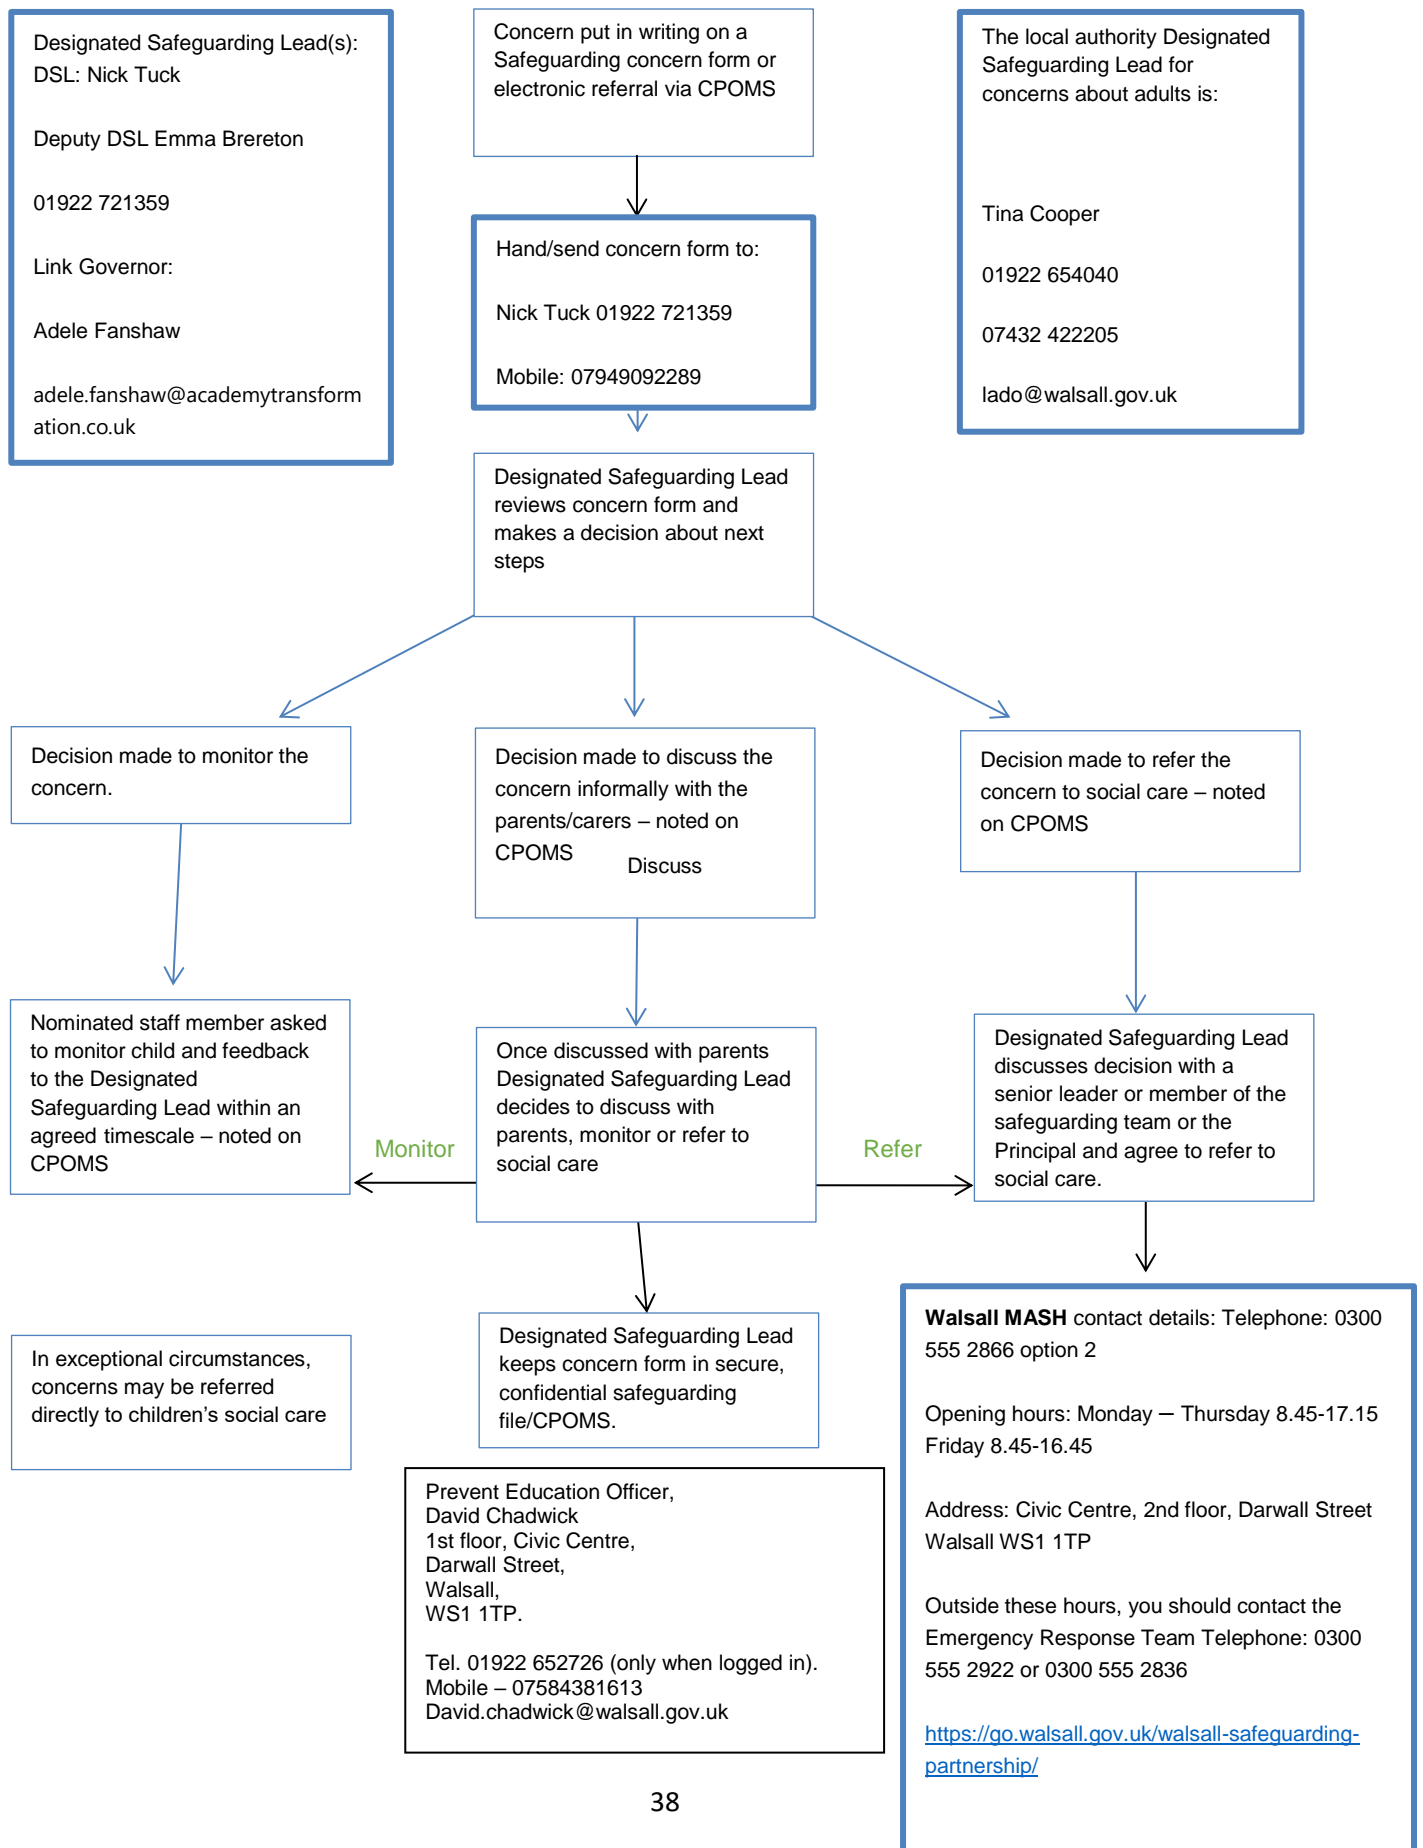 Designated Safeguarding Lead(s):
DSL: Nick Tuck
Deputy DSL Emma Brereton
01922 721359
Link Governor:
Adele Fanshaw
adele.fanshaw@academytransform
ation.co.uk
Concern put in writing on a
Safeguarding concern form or
electronic referral via CPOMS
The local authority Designated
Safeguarding Lead for
concerns about adults is:
Tina Cooper
01922 654040
07432 422205
lado@walsall.gov.uk
Hand/send concern form to:
Nick Tuck 01922 721359
Mobile: 07949092289
Designated Safeguarding Lead
reviews concern form and
makes a decision about next
steps
Decision made to monitor the
concern.
Decision made to discuss the
concern informally with the
parents/carers – noted on
CPOMS
Discuss
Decision made to refer the
concern to social care – noted
on CPOMS
Nominated staff member asked
to monitor child and feedback
to the Designated
Safeguarding Lead within an
agreed timescale – noted on
CPOMS
Monitor
Once discussed with parents
Designated Safeguarding Lead
decides to discuss with
parents, monitor or refer to
social care
Refer
Designated Safeguarding Lead
discusses decision with a
senior leader or member of the
safeguarding team or the
Principal and agree to refer to
social care.
In exceptional circumstances,
concerns may be referred
directly to children’s social care
Designated Safeguarding Lead
keeps concern form in secure,
confidential safeguarding
file/CPOMS.
Walsall MASH contact details: Telephone: 0300
555 2866 option 2
Opening hours: Monday – Thursday 8.45-17.15
Friday 8.45-16.45
Address: Civic Centre, 2nd floor, Darwall Street
Walsall WS1 1TP
Outside these hours, you should contact the
Emergency Response Team Telephone: 0300
555 2922 or 0300 555 2836
https://go.walsall.gov.uk/walsall-safeguarding-
partnership/
Prevent Education Officer,
David Chadwick
1st floor, Civic Centre,
Darwall Street,
Walsall,
WS1 1TP.
Tel. 01922 652726 (only when logged in).
Mobile – 07584381613
David.chadwick@walsall.gov.uk
38